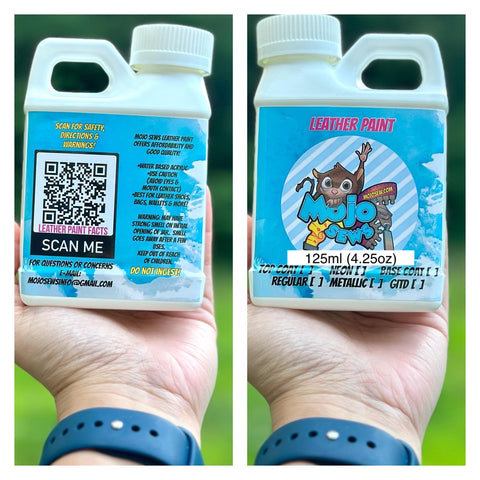 SCAN FOR SAFETY,
DIRECTIONS &
WARNINGS!
LEATHER PAINT FACTS
SCAN ME
FOR QUESTIONS OR CONCERNS
E-MAIL:
MOJOSEWSINFO@GMAIL.COM
MOJO SEWS LEATHER PAINT
OFFERS AFFORDABILITY AND
GOOD QUALITY!
•WATER BASED ACRYLIC
•USE CAUTION
(AVOID EYES &
MOUTH CONTACT)
•BEST FOR LEATHER SHOES,
BAGS, WALLETS & MORE!
WARNING: MAY HAVE
STRONG SMELL ON INITIAL
OPENING OF JAR. SMELL
GOES AWAY AFTER A FEW
USES.
KEEP OUT OF REACH
OF CHILDREN.
DO NOT INGEST!
LEATHER PAINT
MOJOSEWS.COM
MOJO
SEWS
125ml (4.25oz)
TOP COAT [ ] NEON [ ] BASE COAT [ ]
REGULAR [ ] METALLIC [ ] GITD [ ]